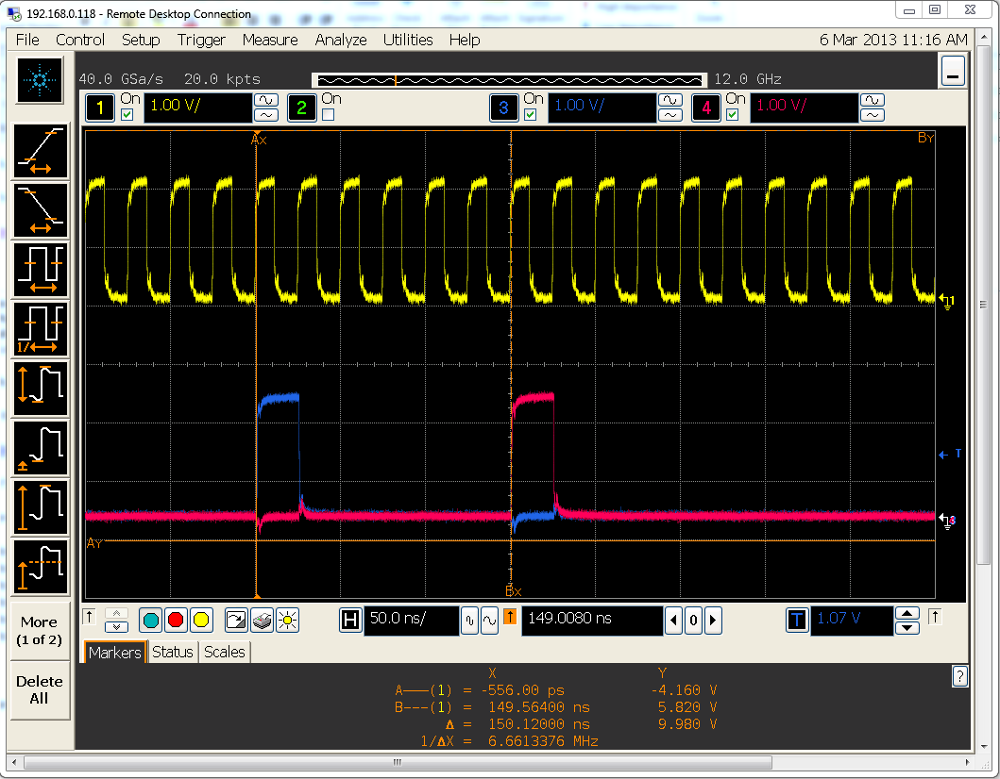 192.168.0.118 - Remote Desktop Connection
File Control Setup Trigger Measure Analyze Utilities Help 6 Mar 2013 11:16 AM
40.0 GSa/s 20.0 kpts 12.0 GHz
1 On 1.00 V/ 2 On 3 On 1.00 V/ 4 On 1.00 V/
Ax By
1
1/
T
Ay
Bx
More
(1 of 2)
Delete
All
H 50.0 ns/ 149.0080 ns 0 T 1.07 V
Markers Status Scales
?
X Y
A───(1) = -556.00 ps -4.160 V
B---(1) = 149.56400 ns 5.820 V
Δ = 150.12000 ns 9.980 V
1/ΔX = 6.6613376 MHz